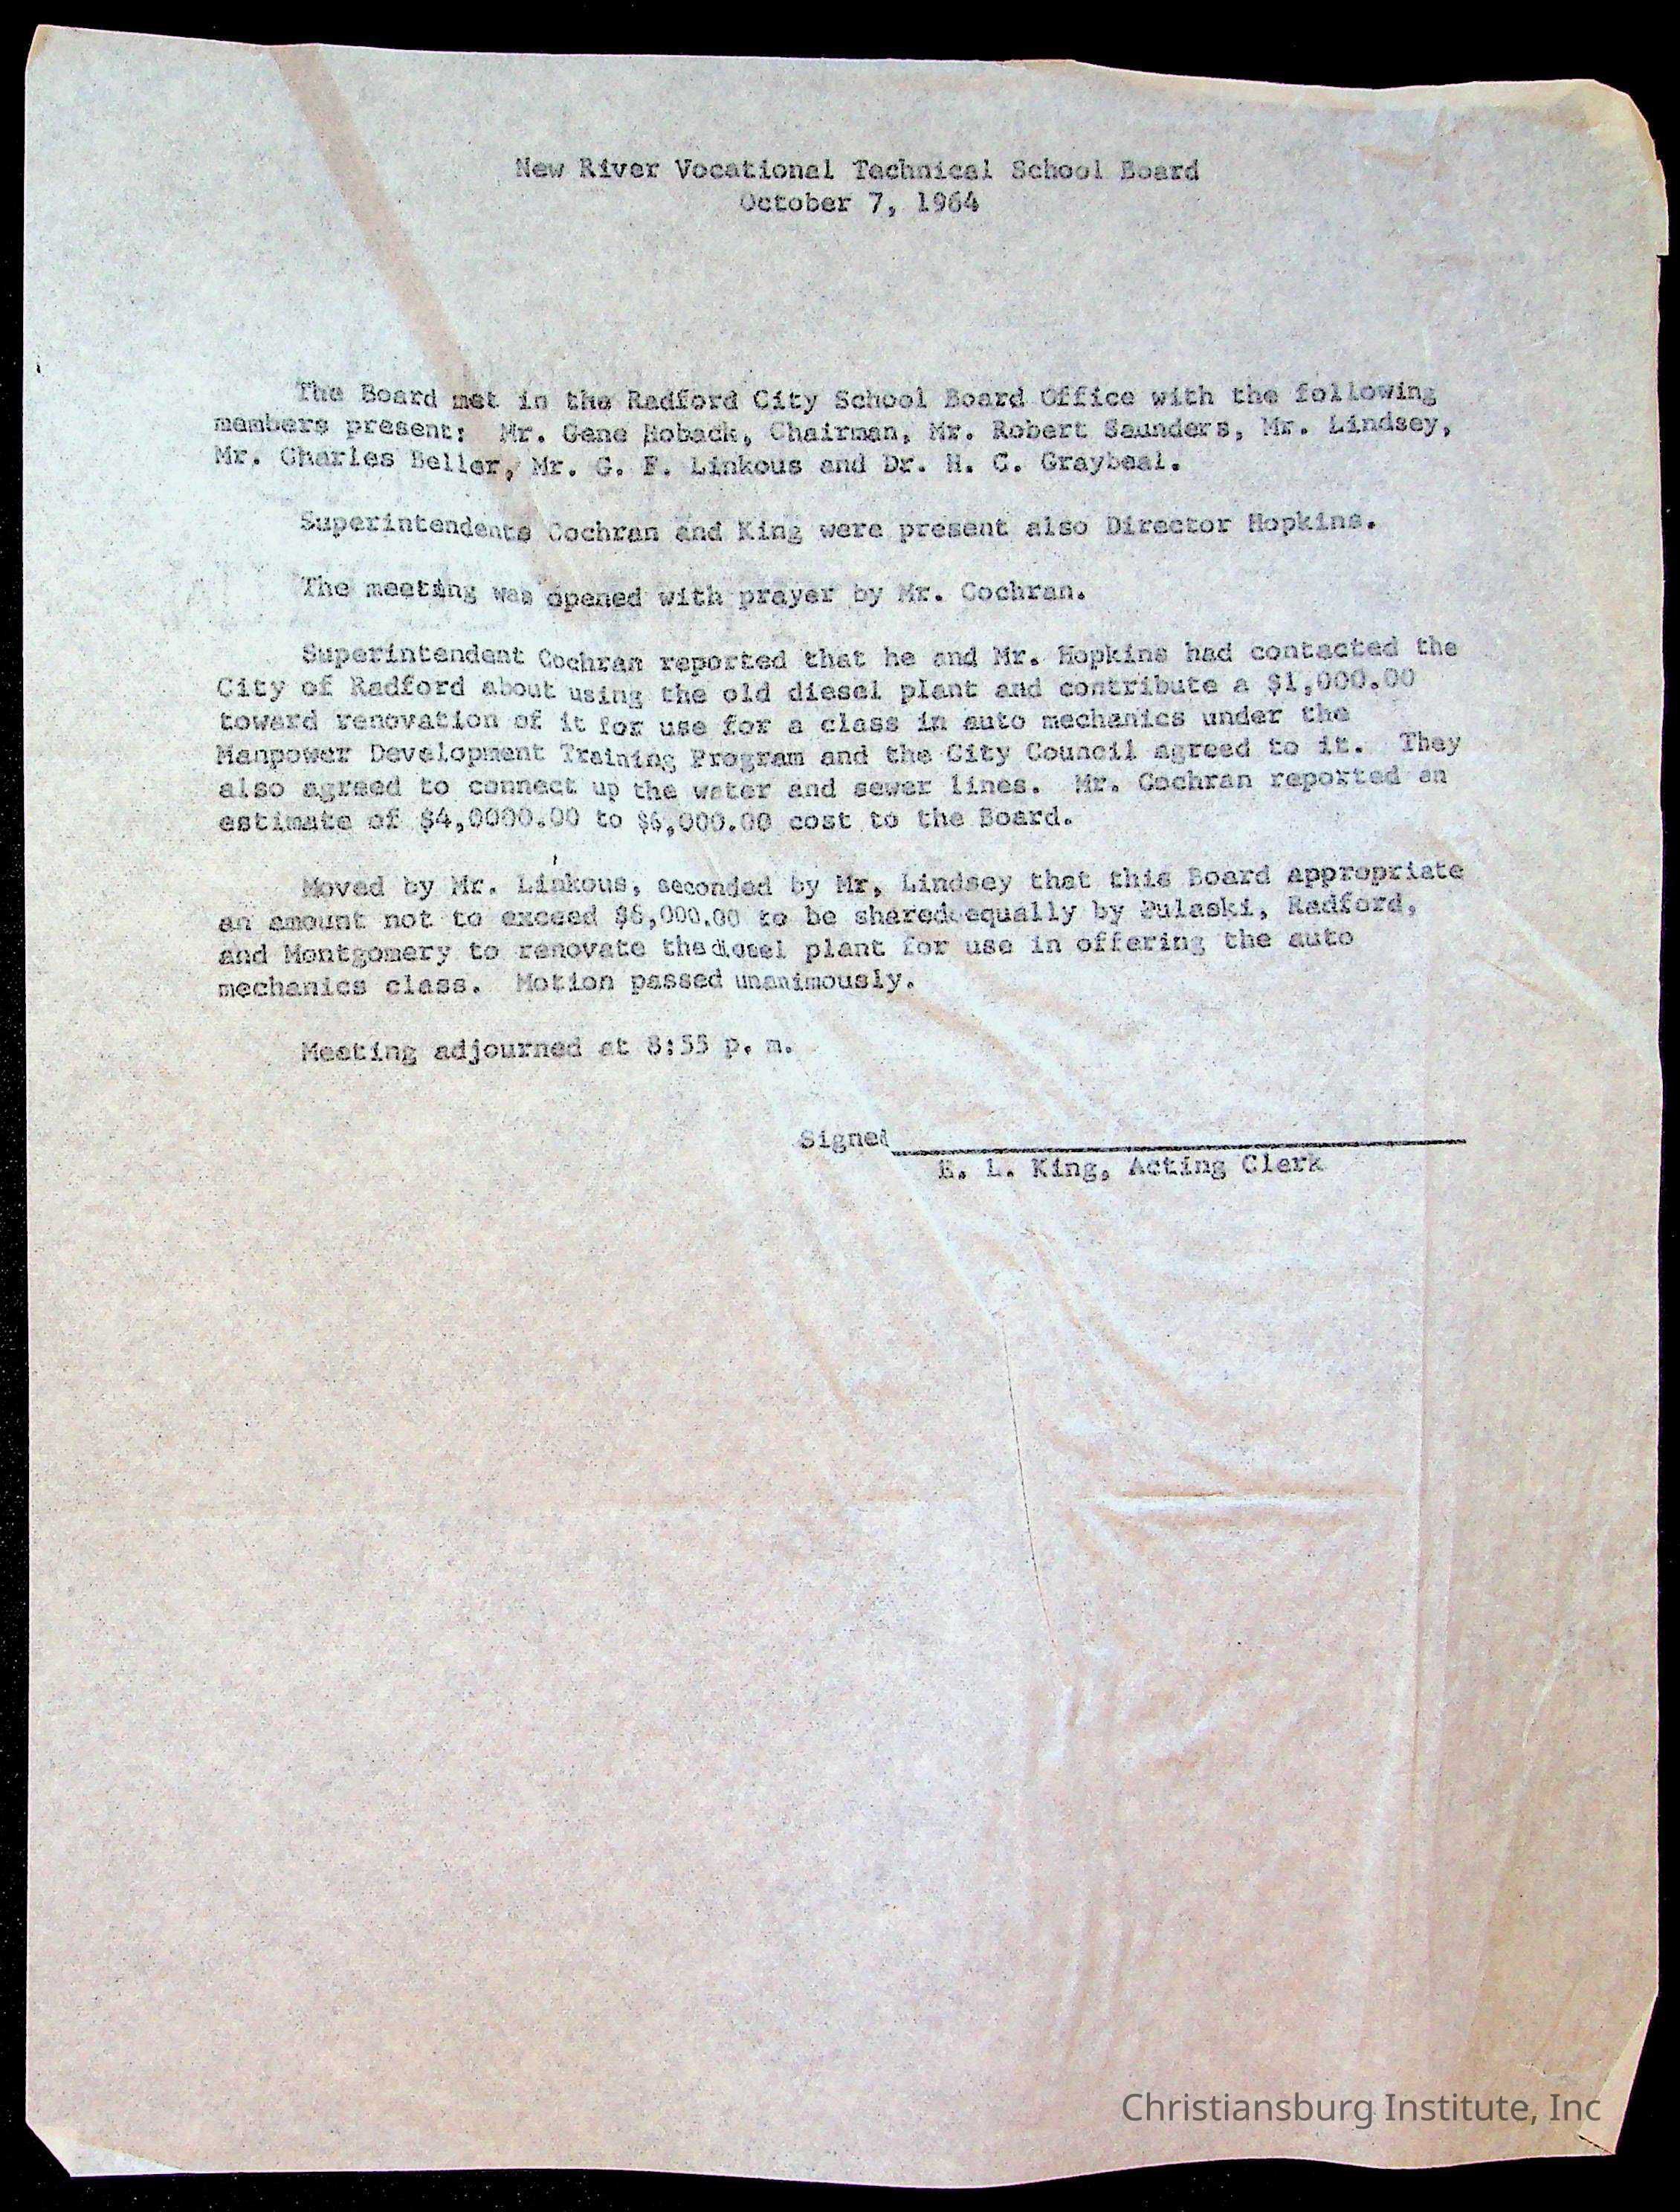 New River Vocational Technical School Board
October 7, 1964
The Board met in the Radford City School Board Office with the following
members present: Mr. Gene Hoback, Chairman, Mr. Robert Saunders, Mr. Lindsey,
Mr. Charles Beller, Mr. G. F. Linkous and Dr. H. C. Graybeal.
Superintendents Cochran and King were present also Director Hopkins.
The meeting was opened with prayer by Mr. Cochran.
Superintendent Cochran reported that he and Mr. Hopkins had contacted the
City of Radford about using the old diesel plant and contribute a $1,000.00
toward renovation of it for use for a class in auto mechanics under the
Manpower Development Training Program and the City Council agreed to it. They
also agreed to connect up the water and sewer lines. Mr. Cochran reported an
estimate of $4,0000.00 to $6,000.00 cost to the Board.
Moved by Mr. Linkous, seconded by Mr, Lindsey that this Board appropriate
an amount not to exceed $6,000.00 to be shared equally by Pulaski, Radford,
and Montgomery to renovate the diesel plant for use in offering the auto
mechanics class. Motion passed unanimously.
Meeting adjourned at 8:55 p. m.
Signed
E. L. King, Acting Clerk
Christiansburg Institute, Inc